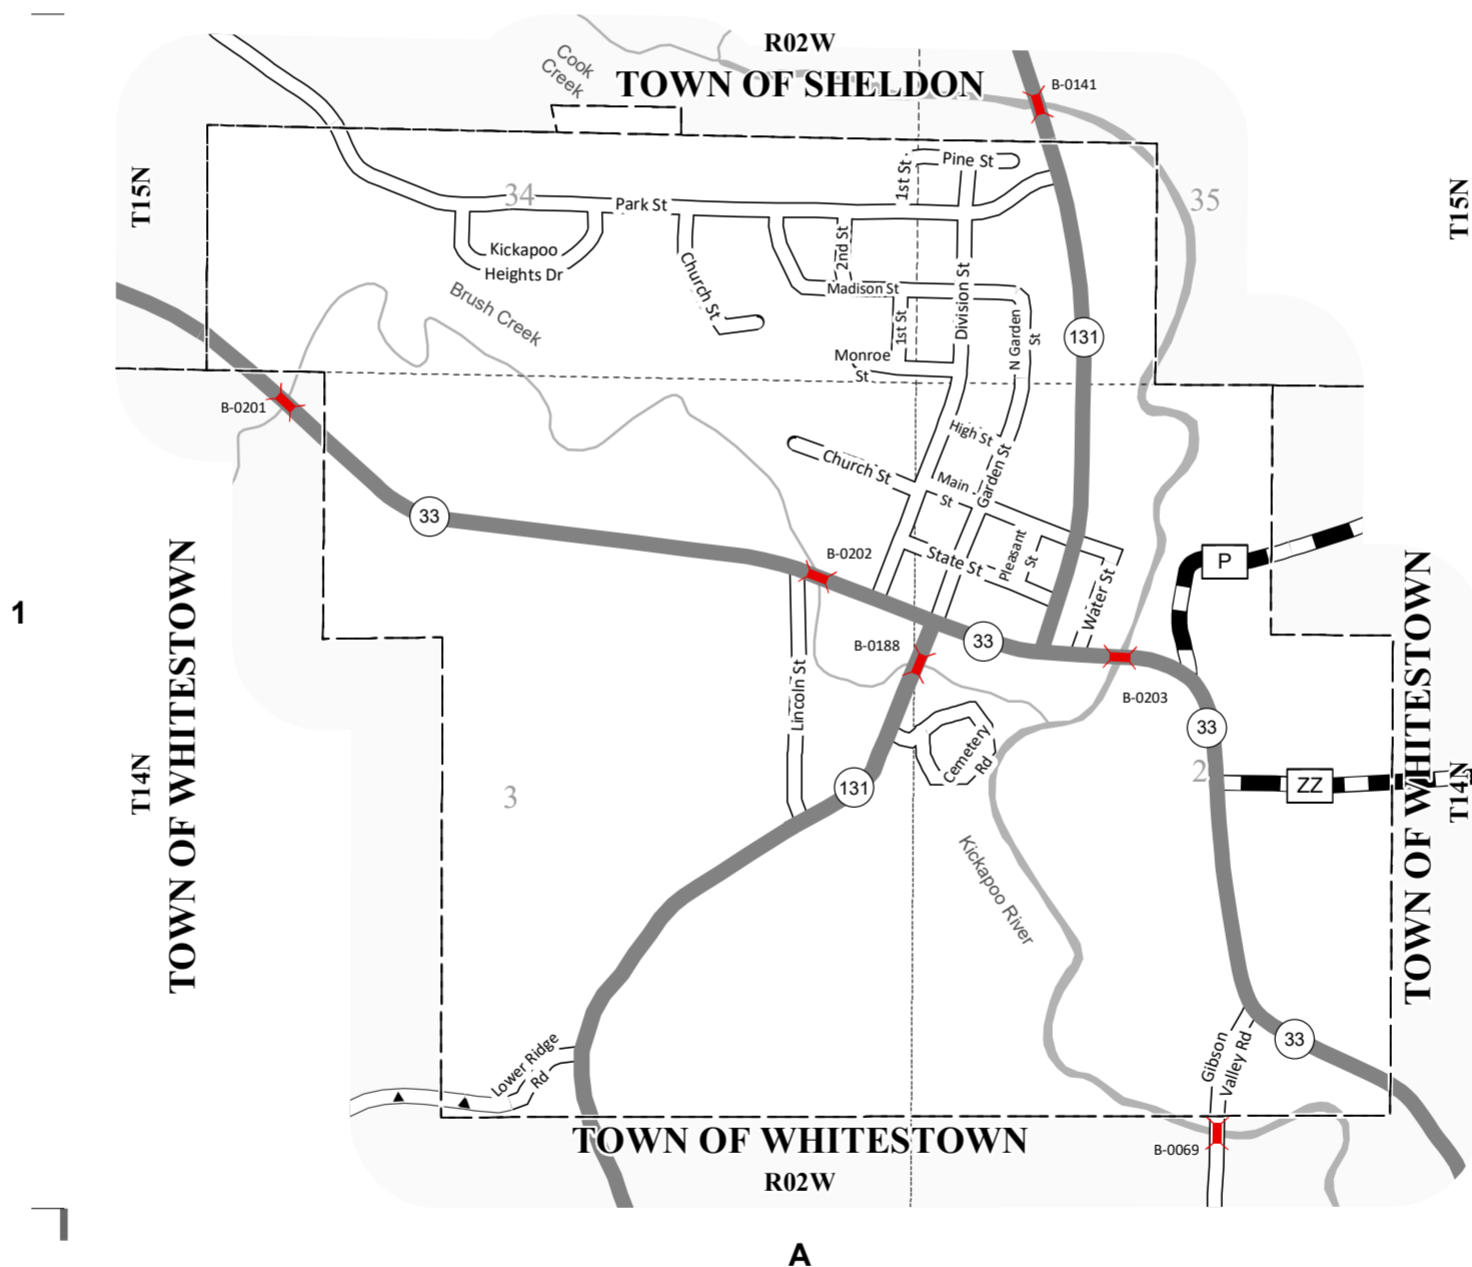 R02W
TOWN OF SHELDON
Cook
Creek
B-0141
T15N
T15N
34
35
1st St
Pine St
Park St
Kickapoo
Heights Dr
Church St
2nd St
Madison St
Division St
Brush Creek
1st St
N Garden
St
131
Monroe
St
B-0201
High St
Church St
Main
St
Garden St
33
B-0202
State St
Pleasant
St
Water St
P
1
TOWN OF WHITESTOWN
TOWN OF WHITESTOWN
B-0188
33
B-0203
Lincoln St
33
Cemetery
Rd
T14N
3
131
2
ZZ
T14N
Kickapoo River
Lower Ridge
Rd
Gibson
Valley Rd
33
TOWN OF WHITESTOWN
B-0069
R02W
A